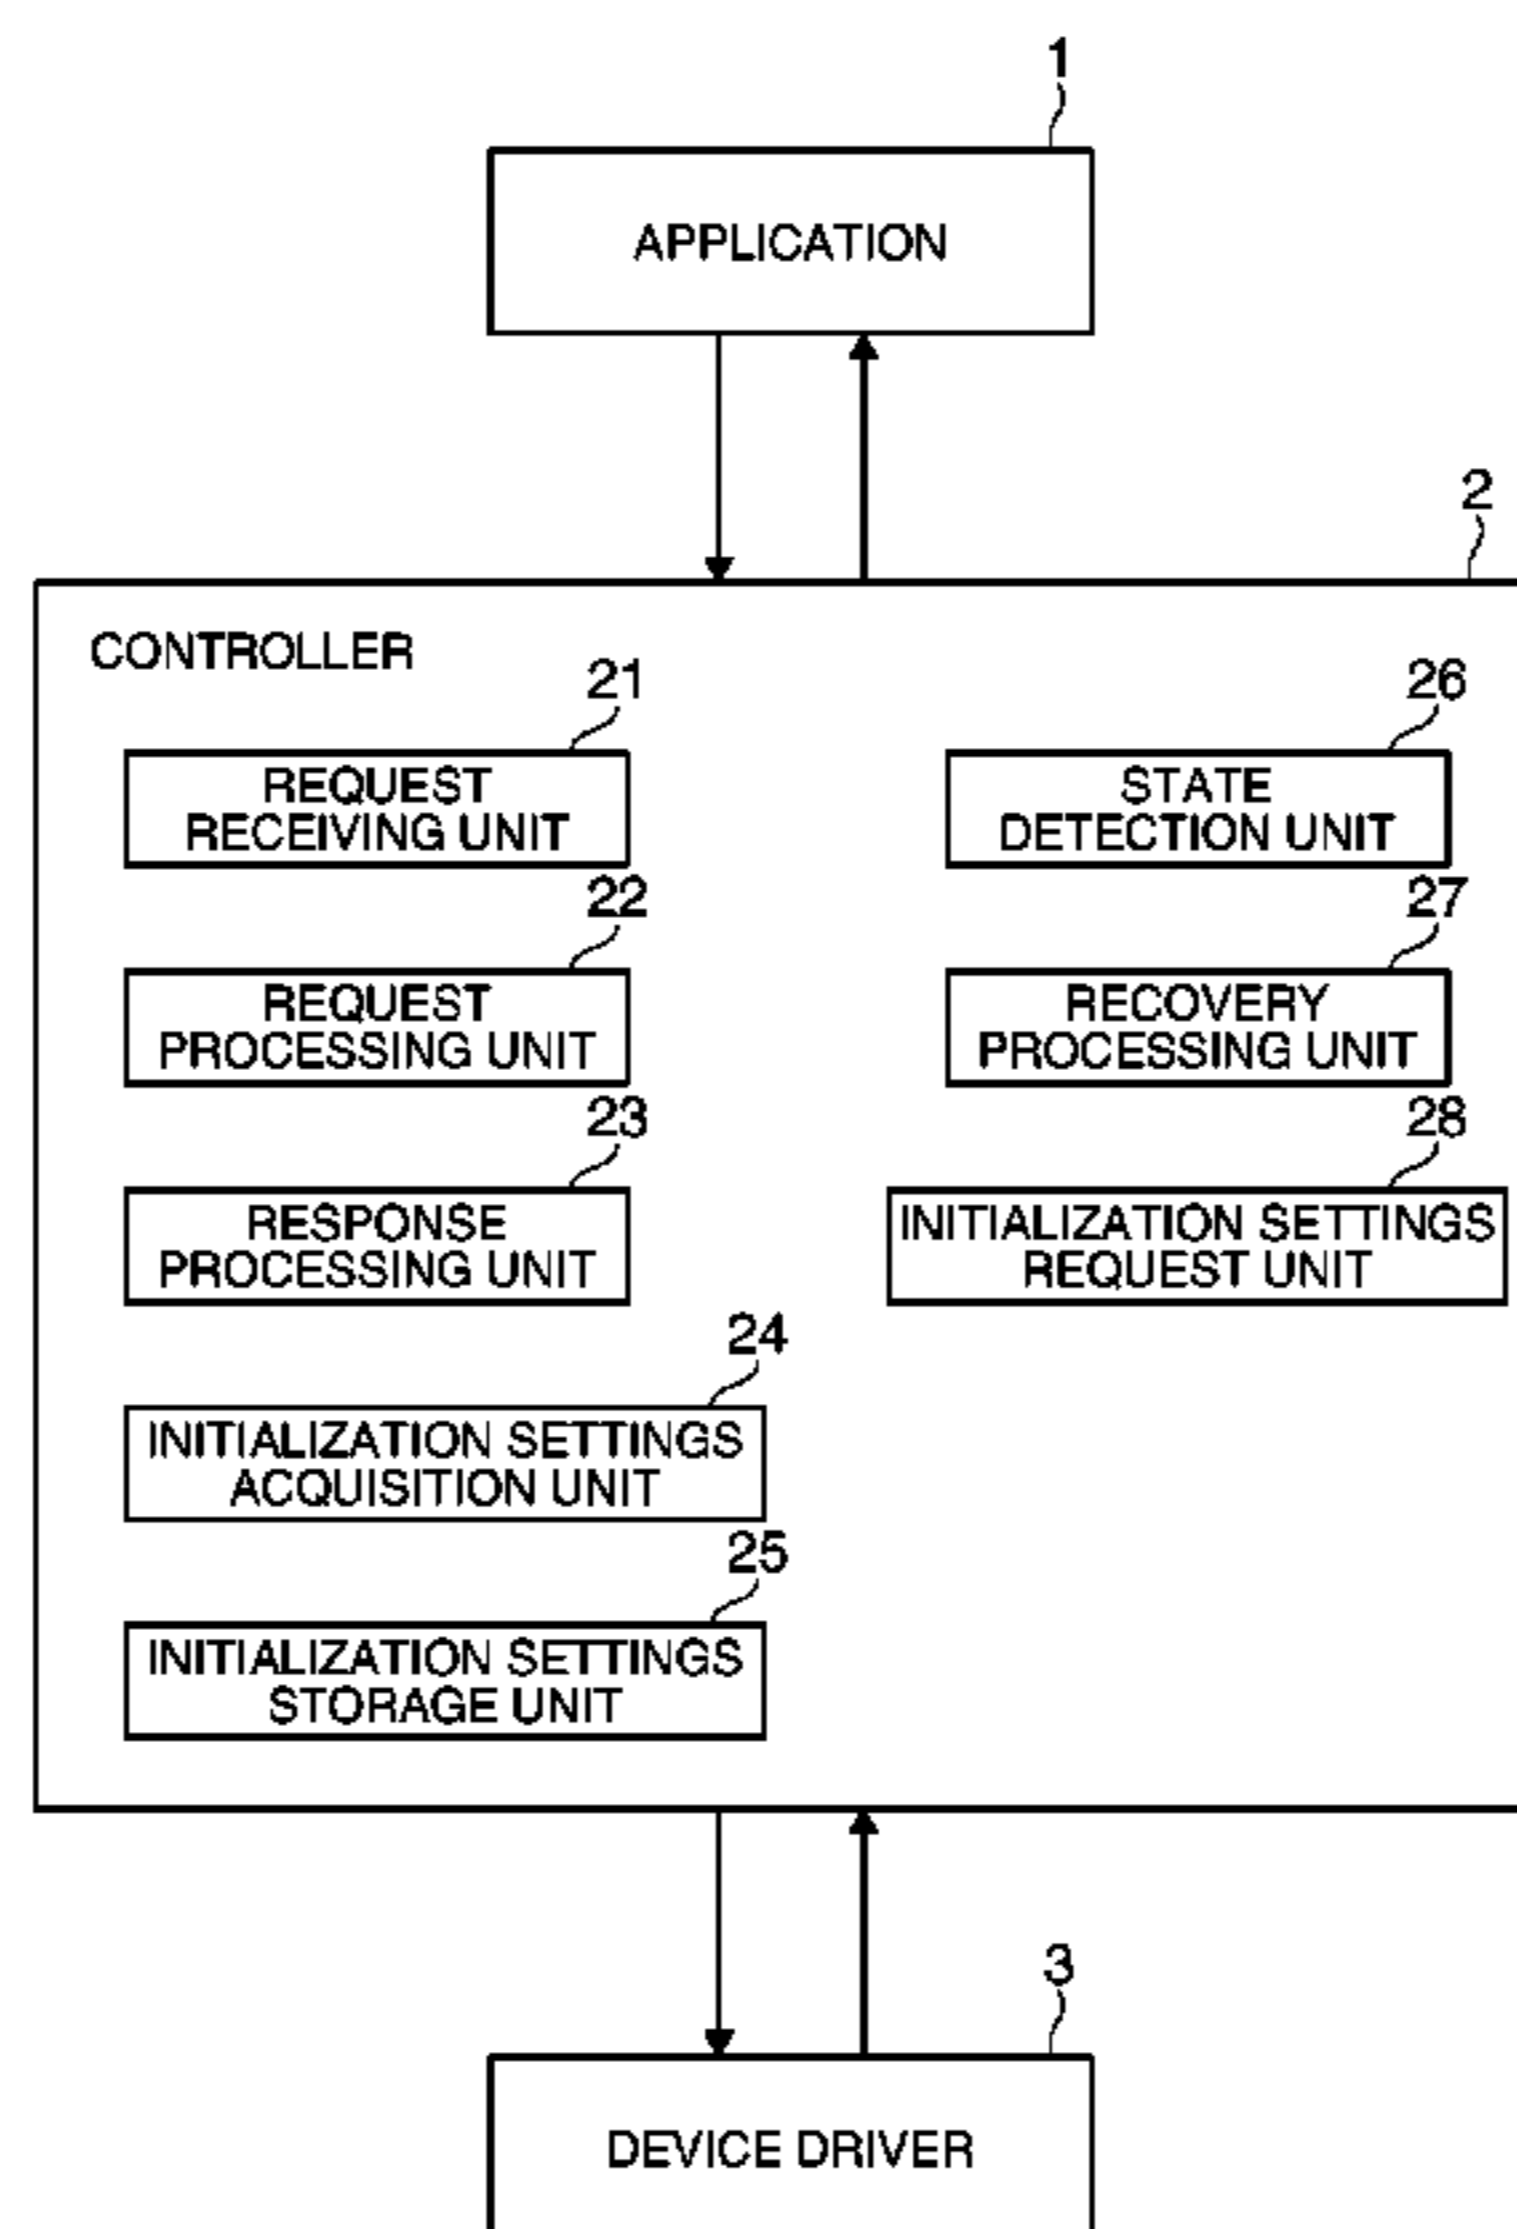 1
APPLICATION
2
CONTROLLER
21
REQUEST
RECEIVING UNIT
22
REQUEST
PROCESSING UNIT
23
RESPONSE
PROCESSING UNIT
24
INITIALIZATION SETTINGS
ACQUISITION UNIT
25
INITIALIZATION SETTINGS
STORAGE UNIT
26
STATE
DETECTION UNIT
27
RECOVERY
PROCESSING UNIT
28
INITIALIZATION SETTINGS
REQUEST UNIT
3
DEVICE DRIVER